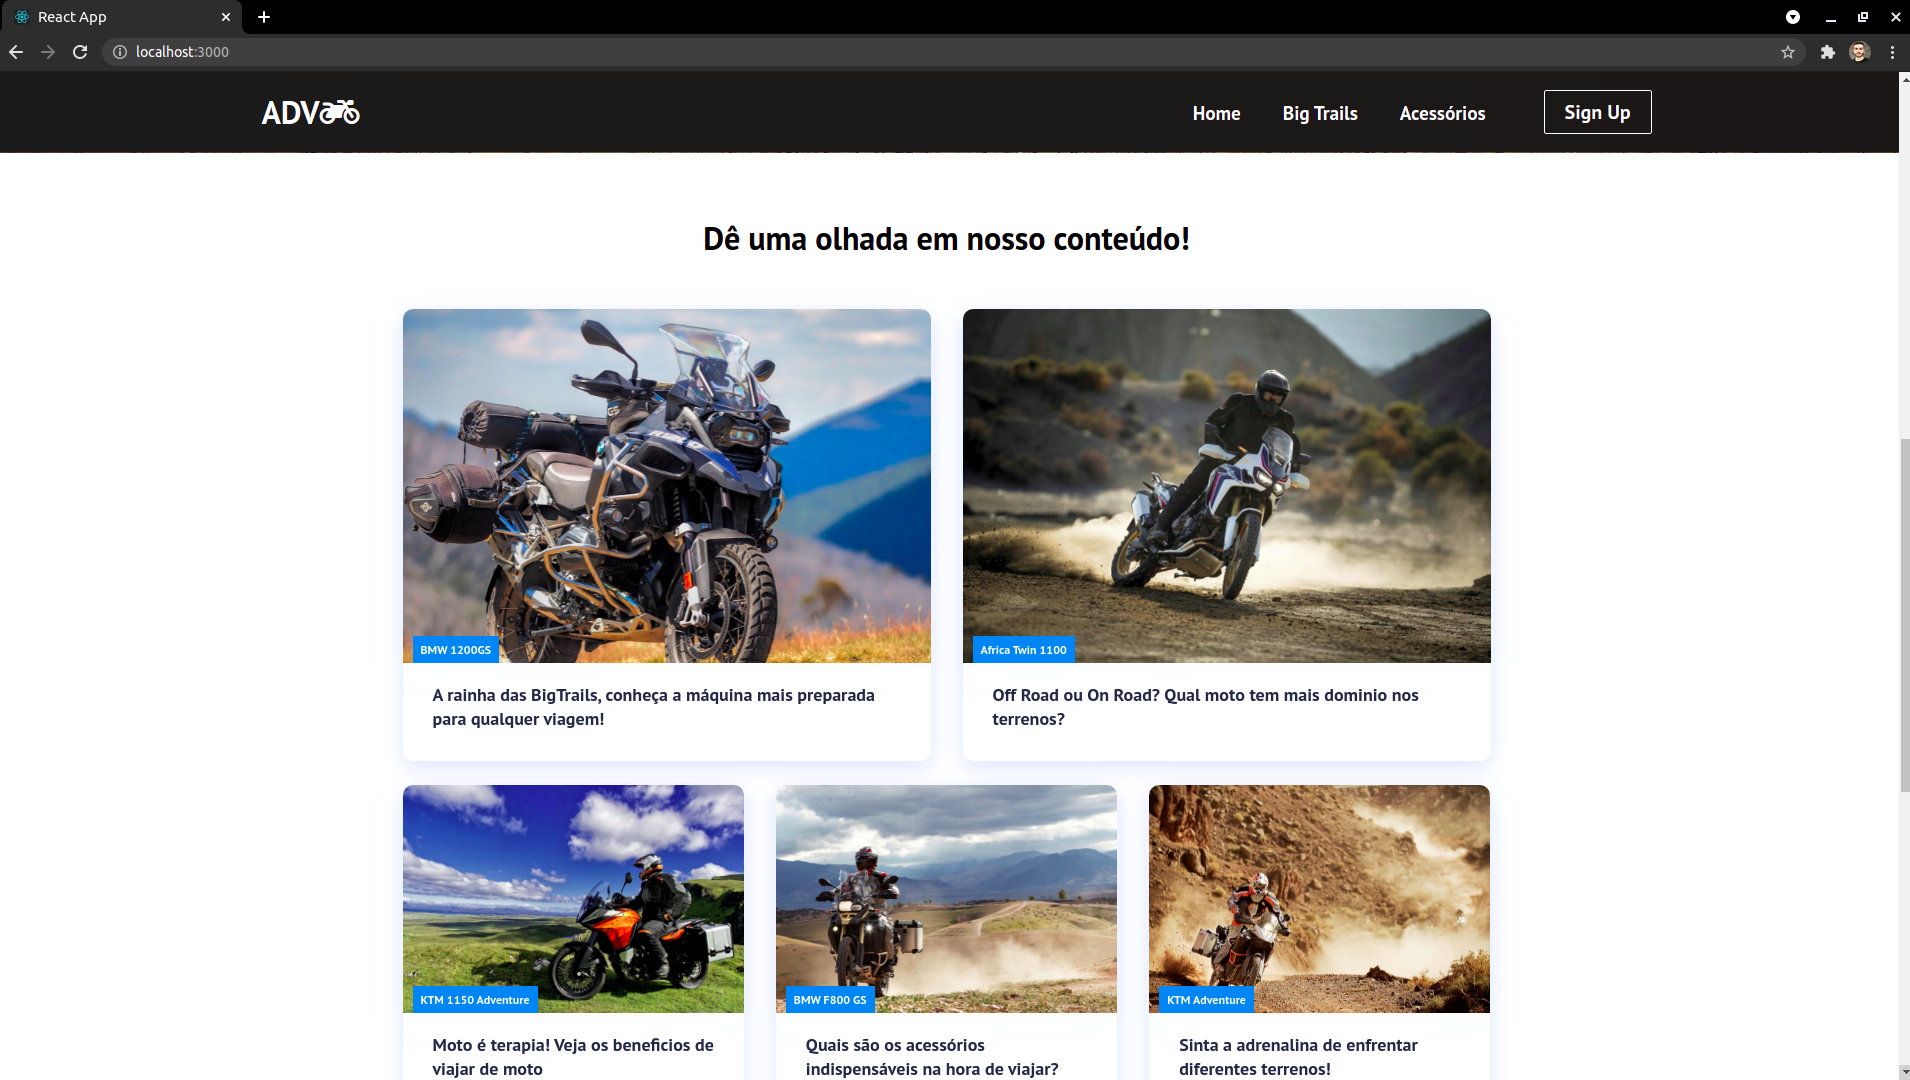 React App
localhost:3000
ADV
Home Big Trails Acessórios Sign Up
Dê uma olhada em nosso conteúdo!
BMW 1200GS
A rainha das BigTrails, conheça a máquina mais preparada
para qualquer viagem!
Africa Twin 1100
Off Road ou On Road? Qual moto tem mais dominio nos
terrenos?
KTM 1150 Adventure
Moto é terapia! Veja os beneficios de
viajar de moto
BMW F800 GS
Quais são os acessórios
indispensáveis na hora de viajar?
KTM Adventure
Sinta a adrenalina de enfrentar
diferentes terrenos!